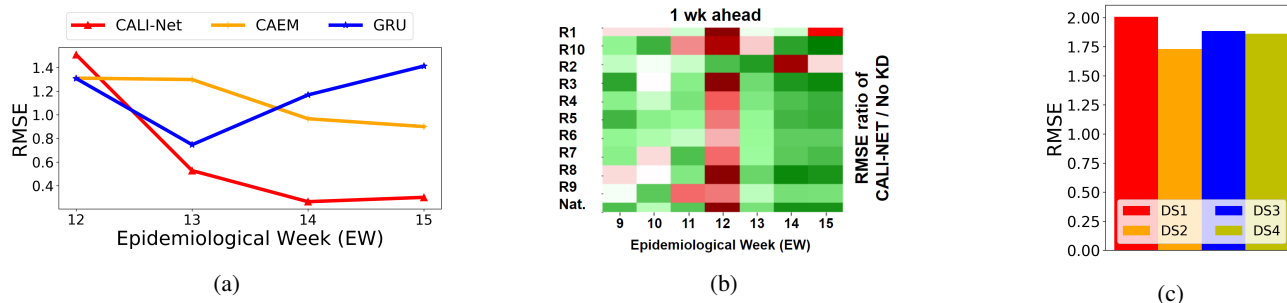 CALI-Net CAEM GRU
RMSE
1.4
1.2
1.0
0.8
0.6
0.4
12 13 14 15
Epidemiological Week (EW)
(a)
1 wk ahead
R1
R10
R2
R3
R4
R5
R6
R7
R8
R9
Nat.
9 10 11 12 13 14 15
Epidemiological Week (EW)
RMSE ratio of
CALI-NET / No KD
(b)
RMSE
2.00
1.75
1.50
1.25
1.00
0.75
0.50
0.25
0.00
DS1 DS3
DS2 DS4
(c)